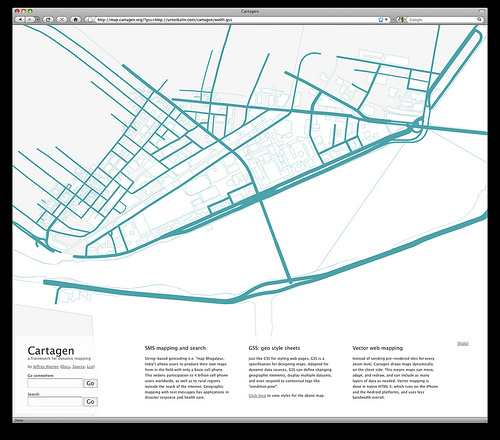 Cartagen
http://map.cartagen.org/?gss=http://unterbahn.com/cartagen/width.gss
Google
[hide]
Cartagen
a framework for dynamic mapping
by Jeffrey Warren (Docs, Source, List)
Go somewhere:
Go
Search:
Go
SMS mapping and search
String-based geocoding (i.e. "map Bhagalpur,
India") allows users to produce their own maps
from in the field with only a basic cell phone.
This widens participation to 4 billion cell phone
users worldwide, as well as to rural regions
outside the reach of the internet. Geographic
mapping with text messages has applications in
disaster response and health care.
GSS: geo style sheets
Just like CSS for styling web pages, GSS is a
specification for designing maps. Adapted for
dynamic data sources, GSS can define changing
geographic elements, display multiple datasets,
and even respond to contextual tags like
"condition:poor".
Click here to view styles for the above map.
Vector web mapping
Instead of sending pre-rendered tiles for every
zoom level, Cartagen draws maps dynamically
on the client side. This means maps can move,
adapt, and redraw, and can include as many
layers of data as needed. Vector mapping is
done in native HTML 5, which runs on the iPhone
and the Android platforms, and uses less
bandwidth overall.
Done